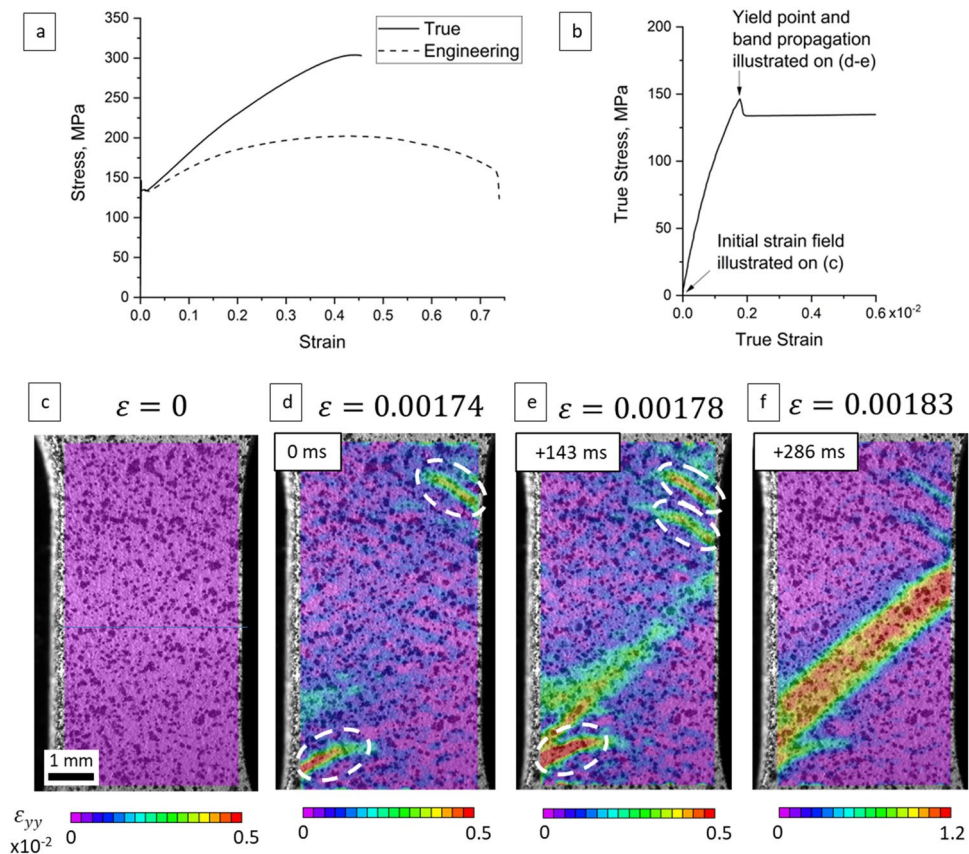 a
Stress, MPa
350
300
250
200
150
100
50
0
True
Engineering
0.0 0.1 0.2 0.3 0.4 0.5 0.6 0.7
Strain
b
True Stress, MPa
200
150
100
50
0
Yield point and
band propagation
illustrated on (d-e)
Initial strain field
illustrated on (c)
0.0 0.2 0.4 0.6 x10⁻²
True Strain
c
ε = 0
1 mm
d
ε = 0.00174
0 ms
e
ε = 0.00178
+143 ms
f
ε = 0.00183
+286 ms
εyy
x10⁻²
0 0.5
0 0.5
0 0.5
0 1.2